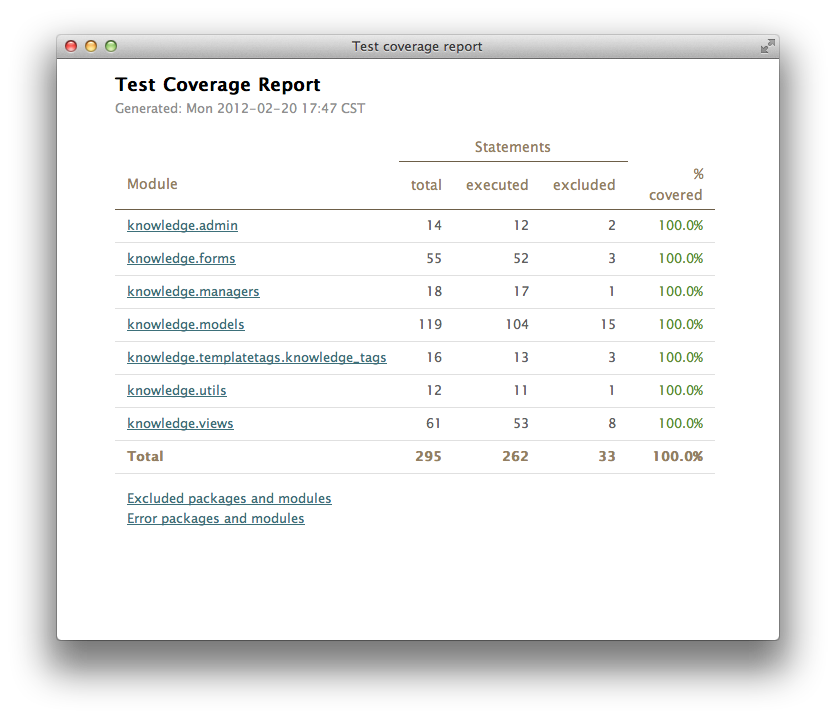 Test coverage report
Test Coverage Report
Generated: Mon 2012-02-20 17:47 CST
Statements
Module total executed excluded % covered
knowledge.admin 14 12 2 100.0%
knowledge.forms 55 52 3 100.0%
knowledge.managers 18 17 1 100.0%
knowledge.models 119 104 15 100.0%
knowledge.templatetags.knowledge_tags 16 13 3 100.0%
knowledge.utils 12 11 1 100.0%
knowledge.views 61 53 8 100.0%
Total 295 262 33 100.0%
Excluded packages and modules
Error packages and modules